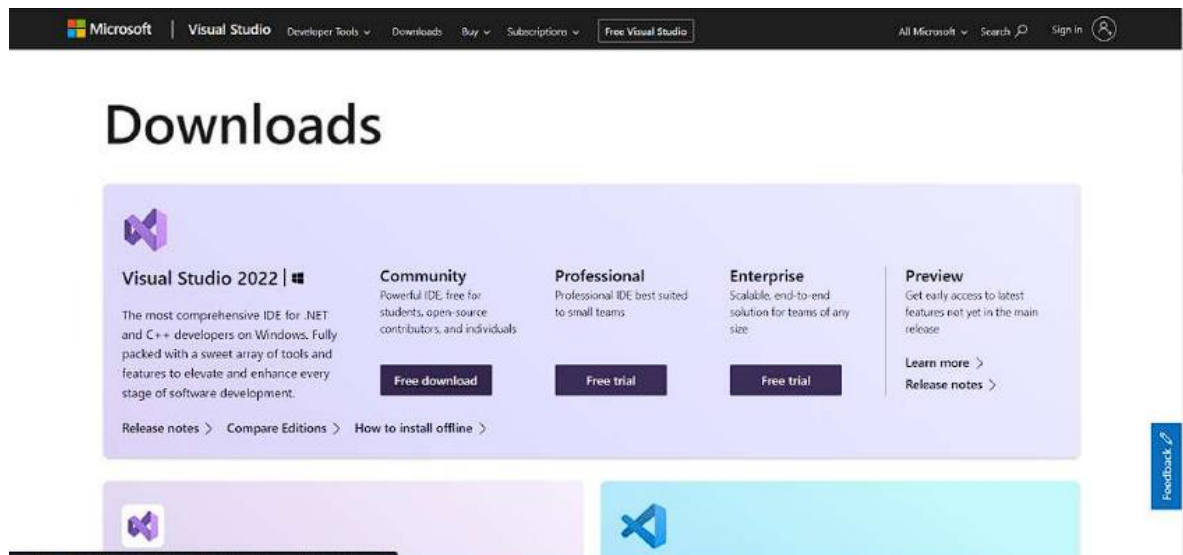 Microsoft | Visual Studio Developer Tools Downloads Buy Subscriptions Free Visual Studio All Microsoft Search Sign in
Downloads
Visual Studio 2022
The most comprehensive IDE for .NET
and C++ developers on Windows. Fully
packed with a sweet array of tools and
features to elevate and enhance every
stage of software development.
Community
Powerful IDE, free for
students, open-source
contributors, and individuals
Free download
Professional
Professional IDE best suited
to small teams
Free trial
Enterprise
Scalable, end-to-end
solution for teams of any
size
Free trial
Preview
Get early access to latest
features not yet in the main
release
Learn more >
Release notes >
Release notes > Compare Editions > How to install offline >
Feedback